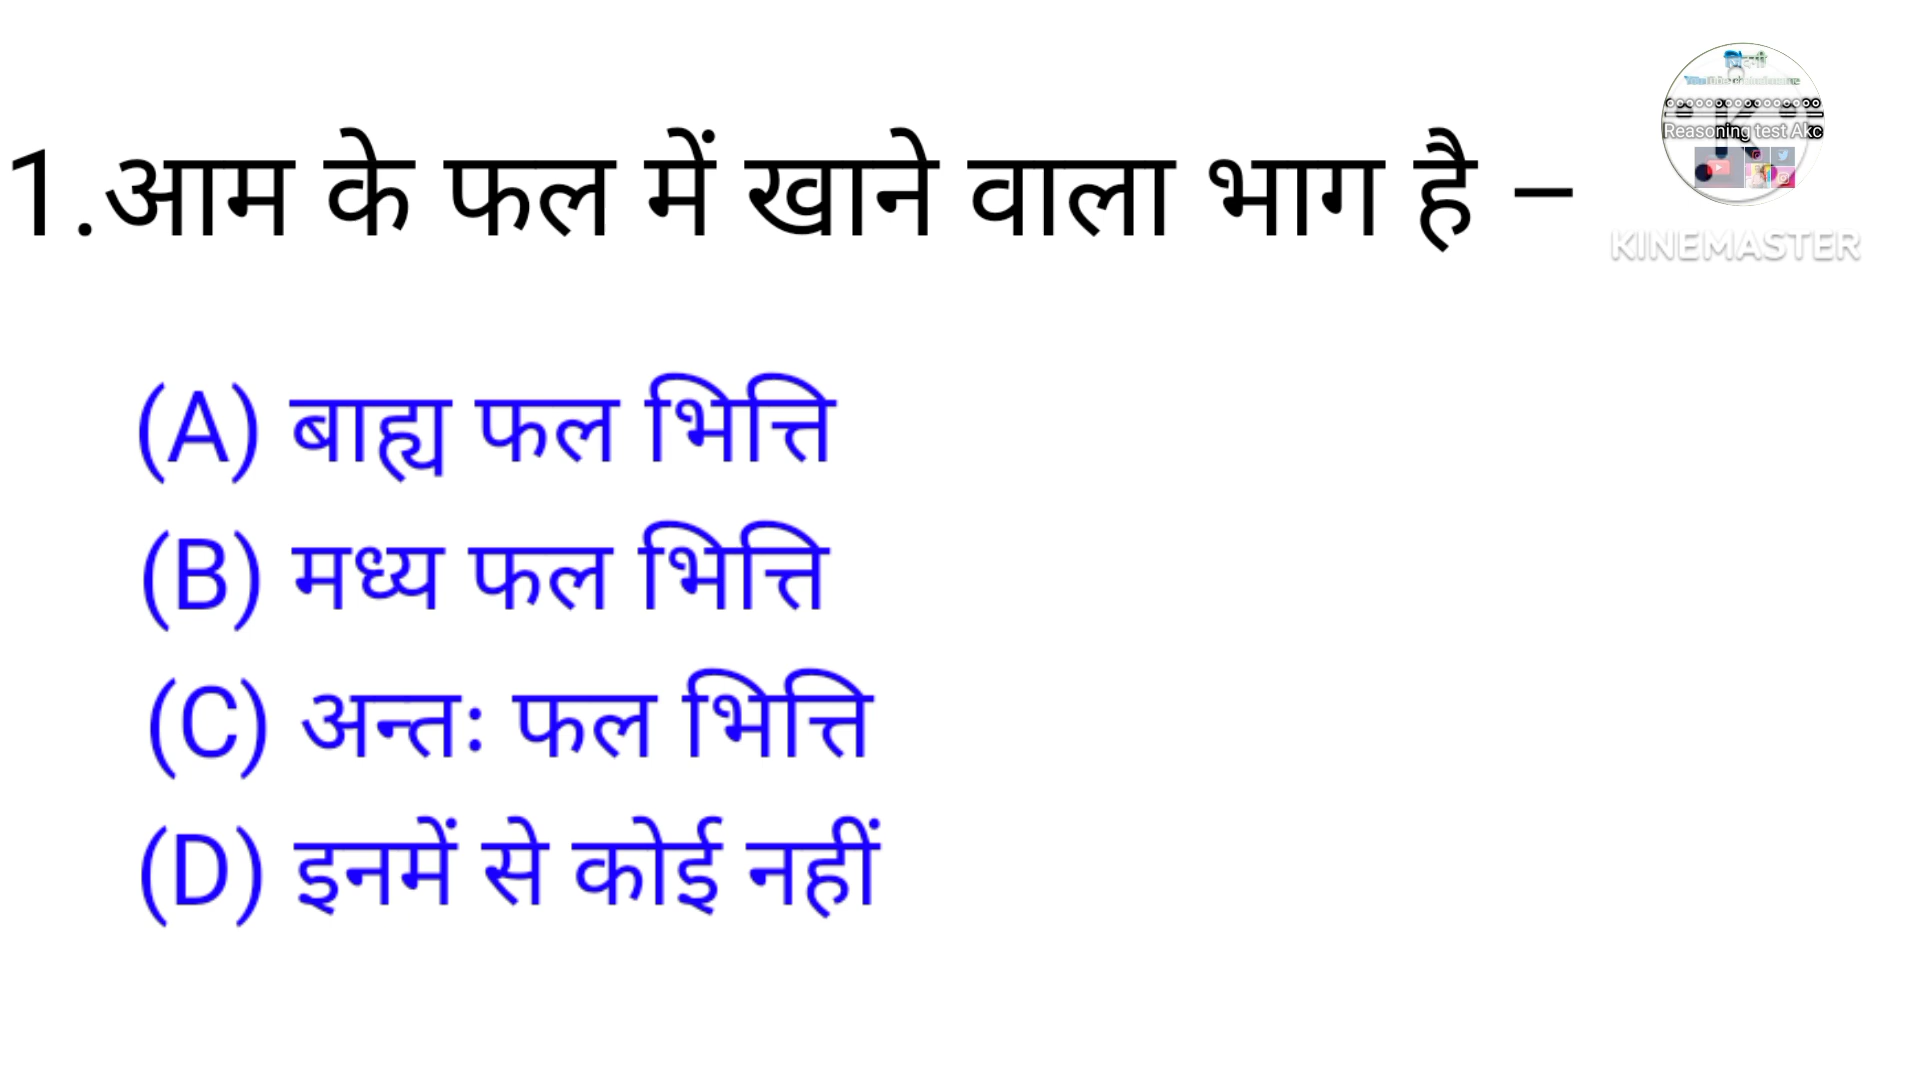 1.आम के फल में खाने वाला भाग है –
(A) बाह्य फल भित्ति
(B) मध्य फल भित्ति
(C) अन्तः फल भित्ति
(D) इनमें से कोई नहीं
K
Reasoning test Akc
KINEMASTER